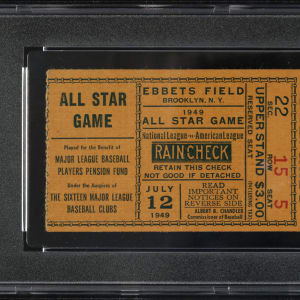 ALL STAR
GAME
Played for the Benefit of
MAJOR LEAGUE BASEBALL
PLAYERS PENSION FUND
Under the Auspices of
THE SIXTEEN MAJOR LEAGUE
BASEBALL CLUBS
EBBETS FIELD
BROOKLYN, N.Y.
1949
ALL STAR GAME
National League vs American League
RAIN CHECK
RETAIN THIS CHECK
NOT GOOD IF DETACHED
JULY
12
1949
READ
IMPORTANT
NOTICES ON
REVERSE SIDE
ALBERT B. CHANDLER
Commissioner of Baseball
22 15 5
SEC. ROW SEAT
RESERVED SEAT
UPPER STAND
$3.00